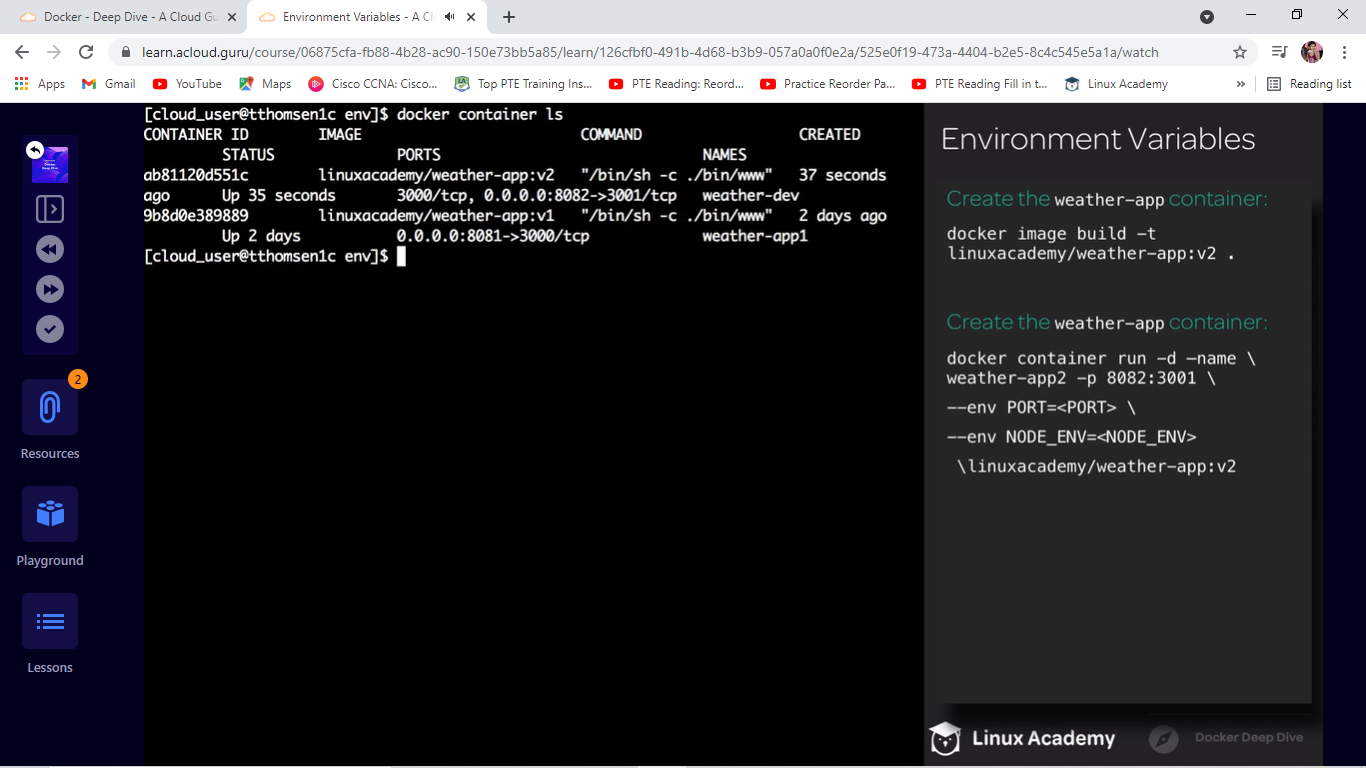 Docker - Deep Dive - A Cloud Gu
Environment Variables - A Cl
learn.acloud.guru/course/06875cfa-fb88-4b28-ac90-150e73bb5a85/learn/126cfbf0-491b-4d68-b3b9-057a0a0f0e2a/525e0f19-473a-4404-b2e5-8c4c545e5a1a/watch
Apps Gmail YouTube Maps Cisco CCNA: Cisco... Top PTE Training Ins... PTE Reading: Reord... Practice Reorder Pa... PTE Reading Fill in t... Linux Academy » Reading list
[cloud_user@tthomsen1c env]$ docker container ls
CONTAINER ID IMAGE COMMAND CREATED
STATUS PORTS NAMES
ab81120d551c linuxacademy/weather-app:v2 "/bin/sh -c ./bin/www" 37 seconds
ago Up 35 seconds 3000/tcp, 0.0.0.0:8082->3001/tcp weather-dev
9b8d0e389889 linuxacademy/weather-app:v1 "/bin/sh -c ./bin/www" 2 days ago
Up 2 days 0.0.0.0:8081->3000/tcp weather-app1
[cloud_user@tthomsen1c env]$
2
Resources
Playground
Lessons
Environment Variables
Create the weather-app container:
docker image build -t
linuxacademy/weather-app:v2 .
Create the weather-app container:
docker container run -d -name \
weather-app2 -p 8082:3001 \
--env PORT=<PORT> \
--env NODE_ENV=<NODE_ENV>
\linuxacademy/weather-app:v2
Linux Academy
Docker Deep Dive